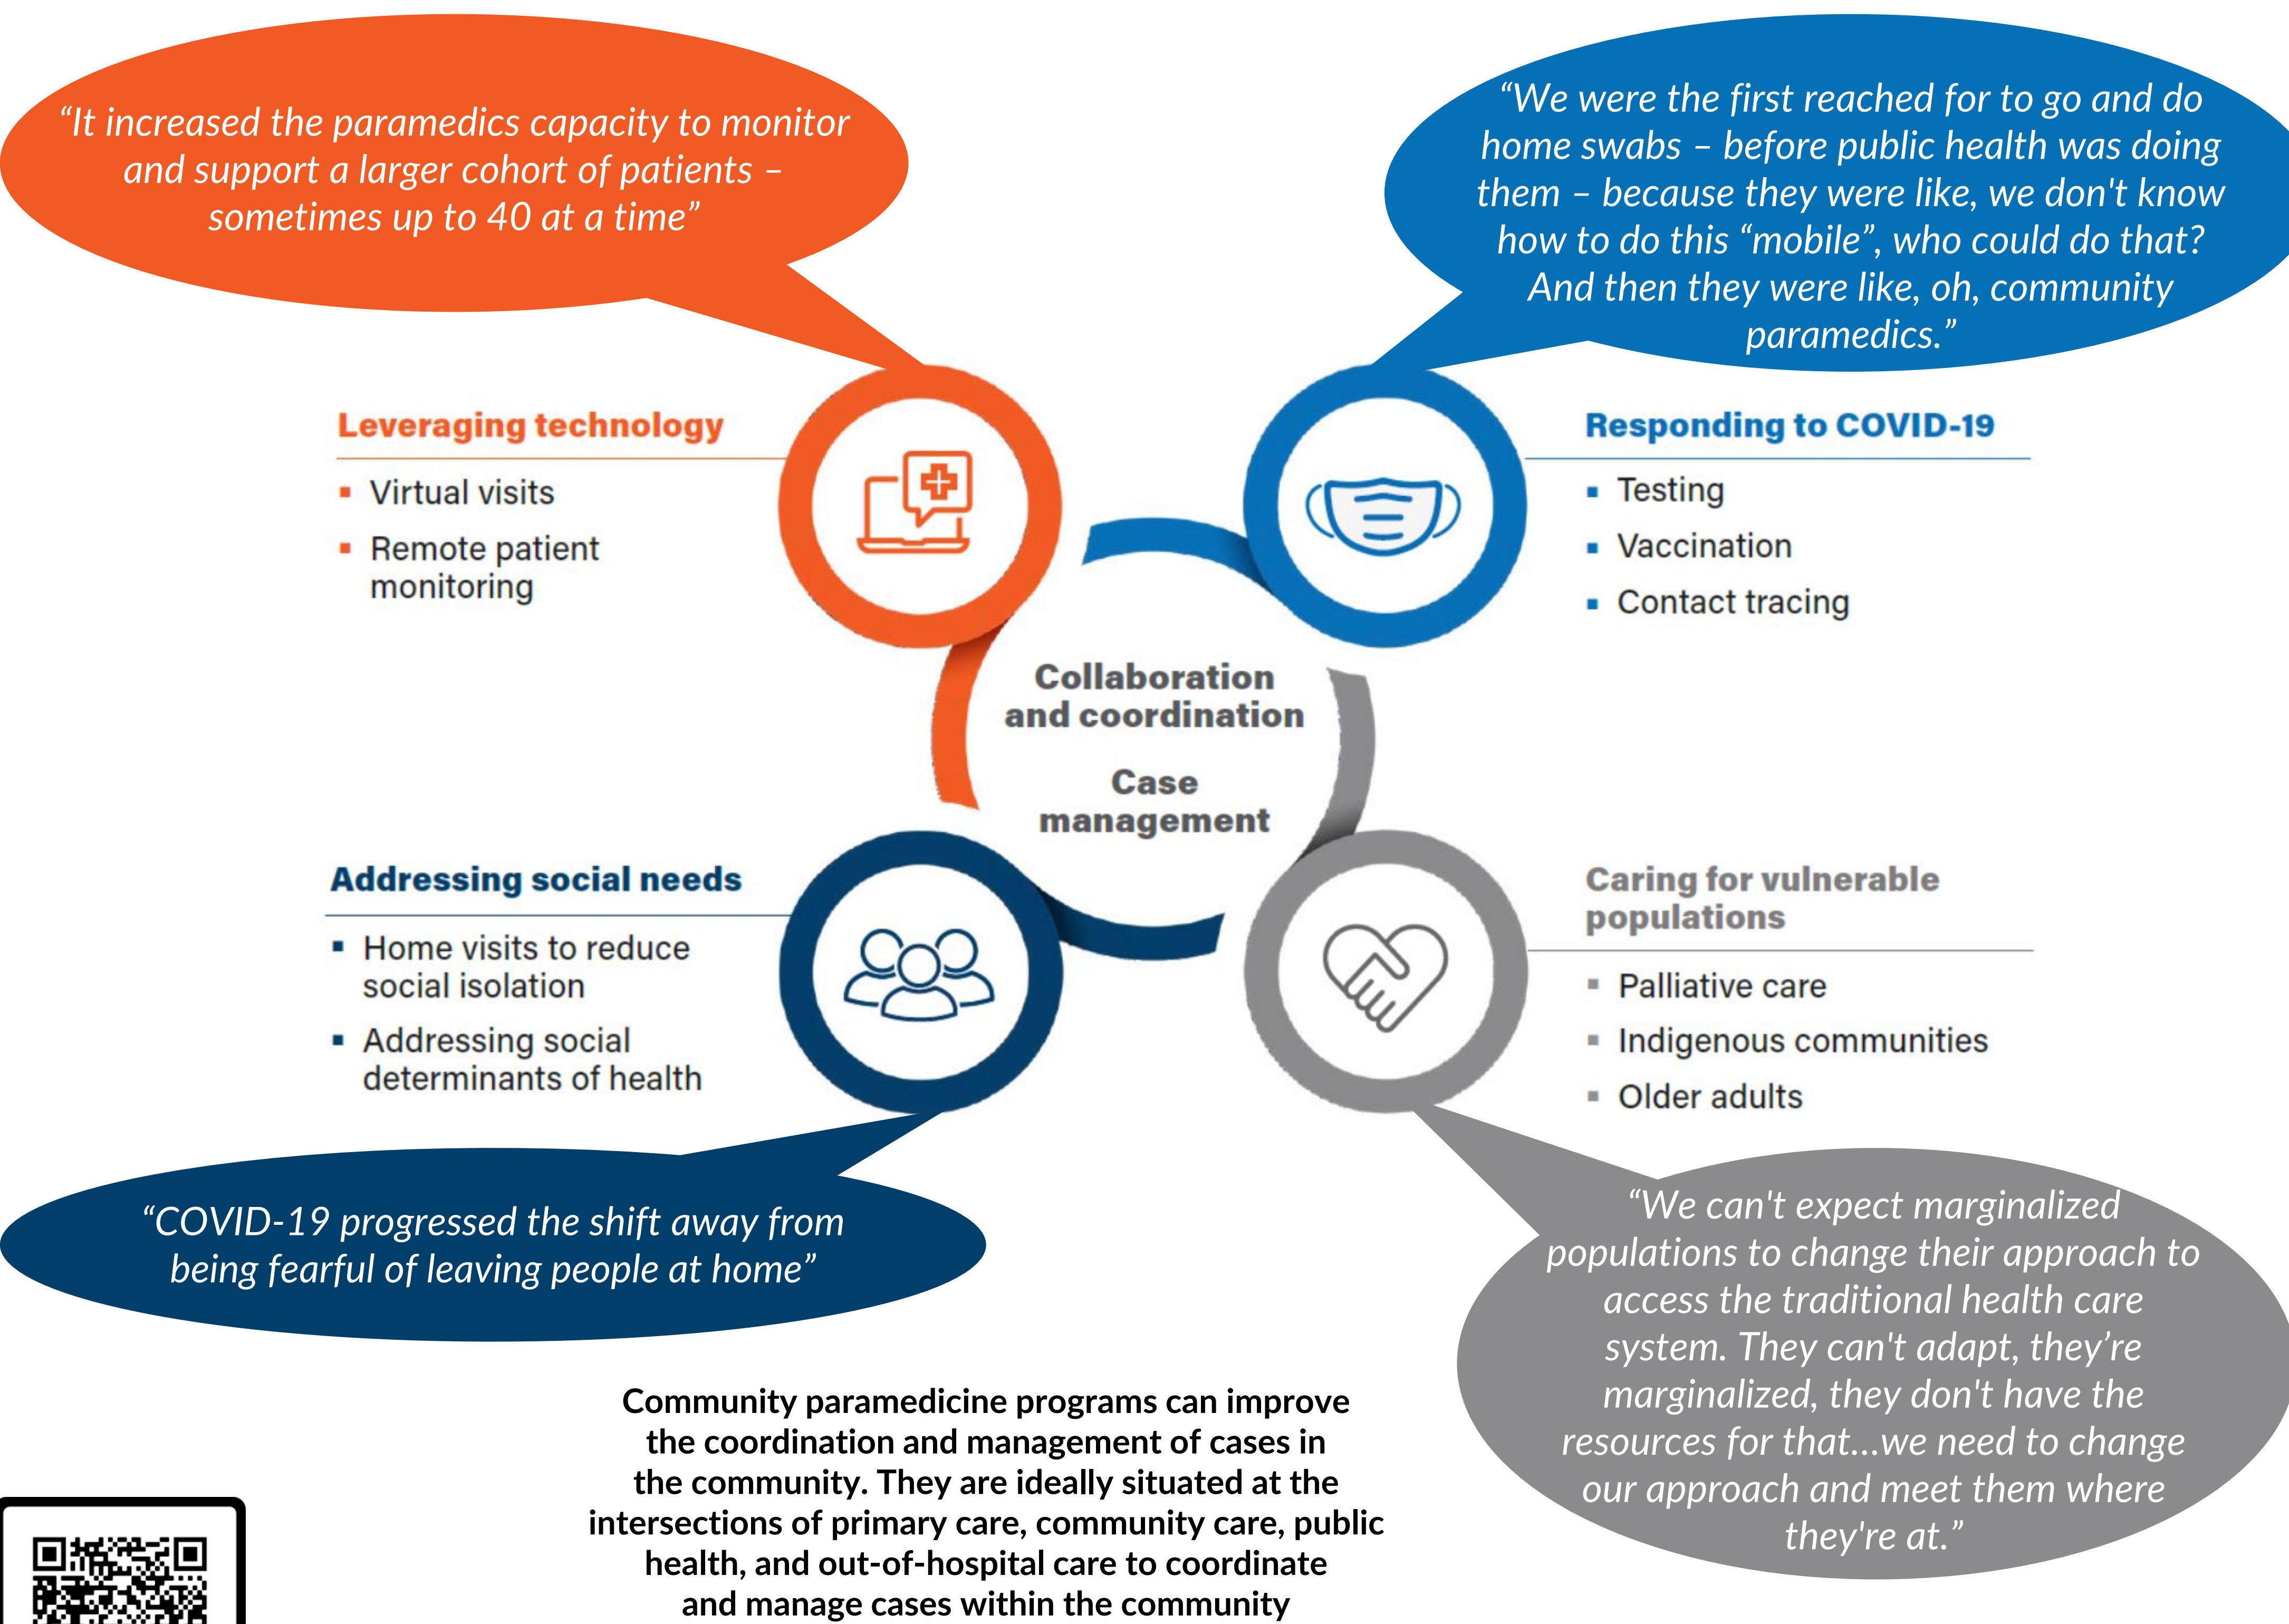 “It increased the paramedics capacity to monitor
and support a larger cohort of patients –
sometimes up to 40 at a time”
“We were the first reached for to go and do
home swabs – before public health was doing
them – because they were like, we don't know
how to do this “mobile”, who could do that?
And then they were like, oh, community
paramedics.”
Leveraging technology
▪ Virtual visits
▪ Remote patient
monitoring
Responding to COVID-19
▪ Testing
▪ Vaccination
▪ Contact tracing
Collaboration
and coordination
Case
management
Addressing social needs
▪ Home visits to reduce
social isolation
▪ Addressing social
determinants of health
Caring for vulnerable
populations
▪ Palliative care
▪ Indigenous communities
▪ Older adults
“COVID-19 progressed the shift away from
being fearful of leaving people at home”
“We can't expect marginalized
populations to change their approach to
access the traditional health care
system. They can't adapt, they’re
marginalized, they don't have the
resources for that...we need to change
our approach and meet them where
they're at.”
Community paramedicine programs can improve
the coordination and management of cases in
the community. They are ideally situated at the
intersections of primary care, community care, public
health, and out-of-hospital care to coordinate
and manage cases within the community